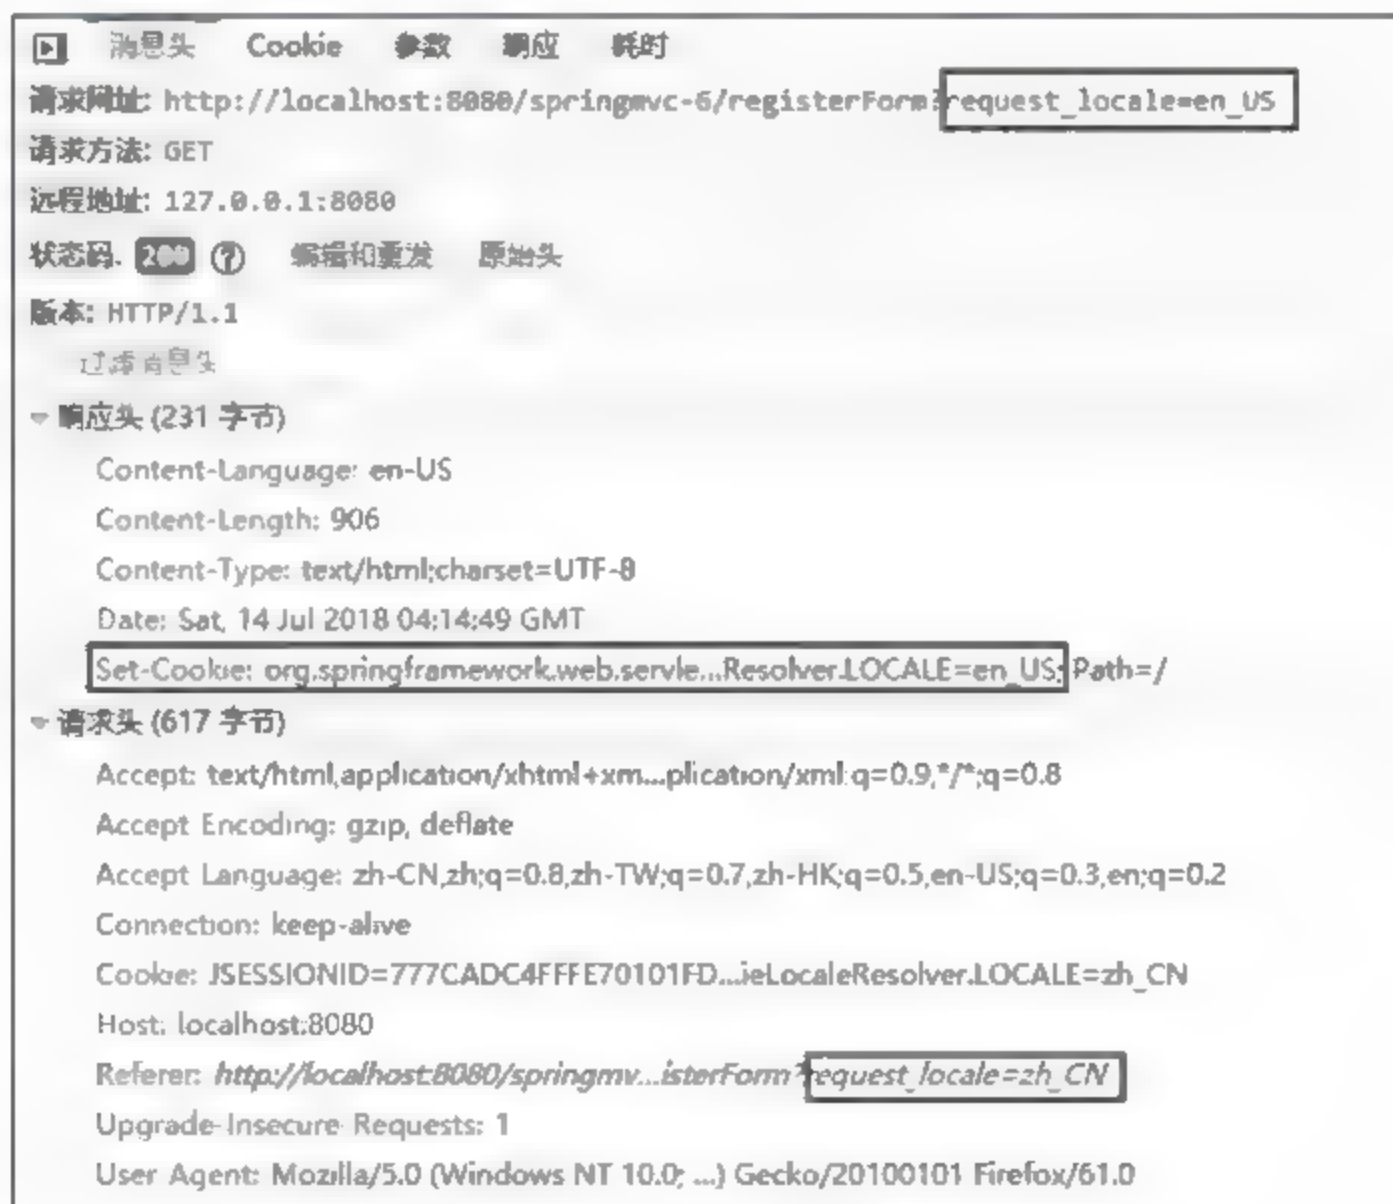 消息头 Cookie 参数 响应 耗时
请求网址: http://localhost:8080/springmvc-6/registerForm?request_locale=en_US
请求方法: GET
远程地址: 127.0.0.1:8080
状态码: 200 ? 编辑和重发 原始头
版本: HTTP/1.1
过滤消息头
响应头 (231 字节)
Content-Language: en-US
Content-Length: 906
Content-Type: text/html;charset=UTF-8
Date: Sat, 14 Jul 2018 04:14:49 GMT
Set-Cookie: org.springframework.web.servle...Resolver.LOCALE=en_US; Path=/
请求头 (617 字节)
Accept: text/html,application/xhtml+xm...plication/xml;q=0.9,*/*;q=0.8
Accept-Encoding: gzip, deflate
Accept-Language: zh-CN,zh;q=0.8,zh-TW;q=0.7,zh-HK;q=0.5,en-US;q=0.3,en;q=0.2
Connection: keep-alive
Cookie: JSESSIONID=777CADC4FFFE70101FD...ieLocaleResolver.LOCALE=zh_CN
Host: localhost:8080
Referer: http://localhost:8080/springmv...isterForm?request_locale=zh_CN
Upgrade-Insecure-Requests: 1
User-Agent: Mozilla/5.0 (Windows NT 10.0; ...) Gecko/20100101 Firefox/61.0